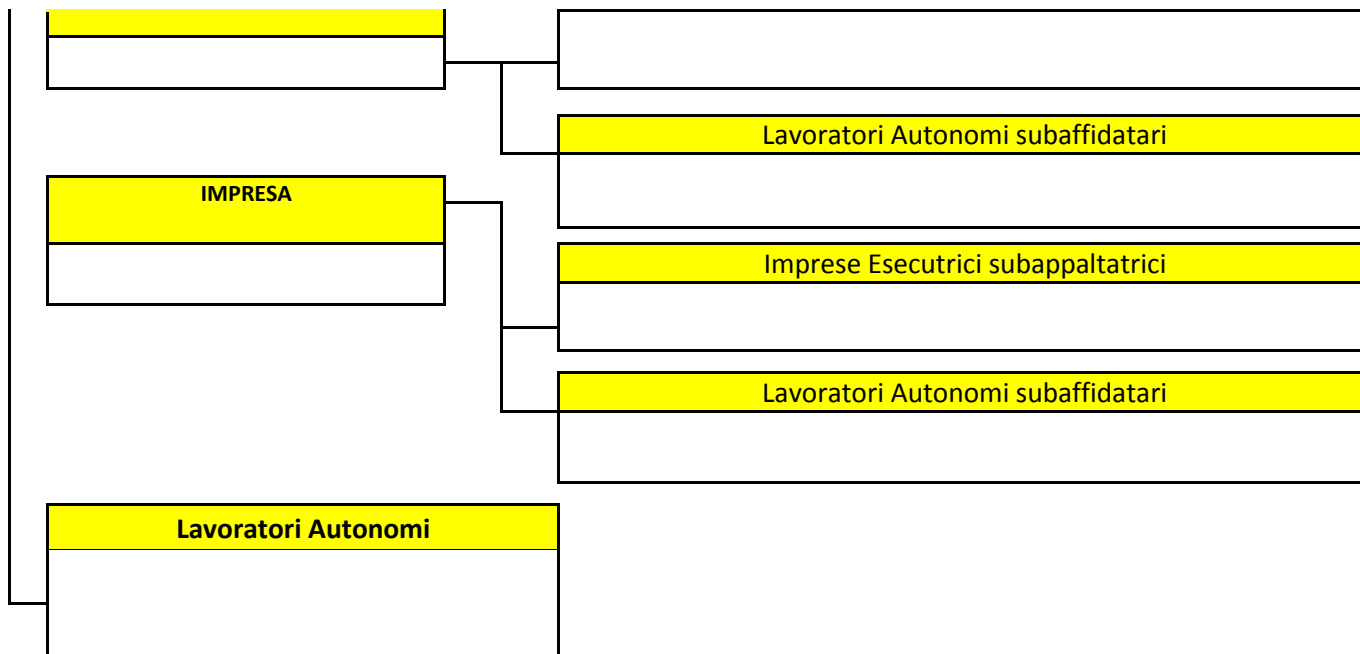 Lavoratori Autonomi subaffidatari
IMPRESA
Imprese Esecutrici subappaltatrici
Lavoratori Autonomi subaffidatari
Lavoratori Autonomi